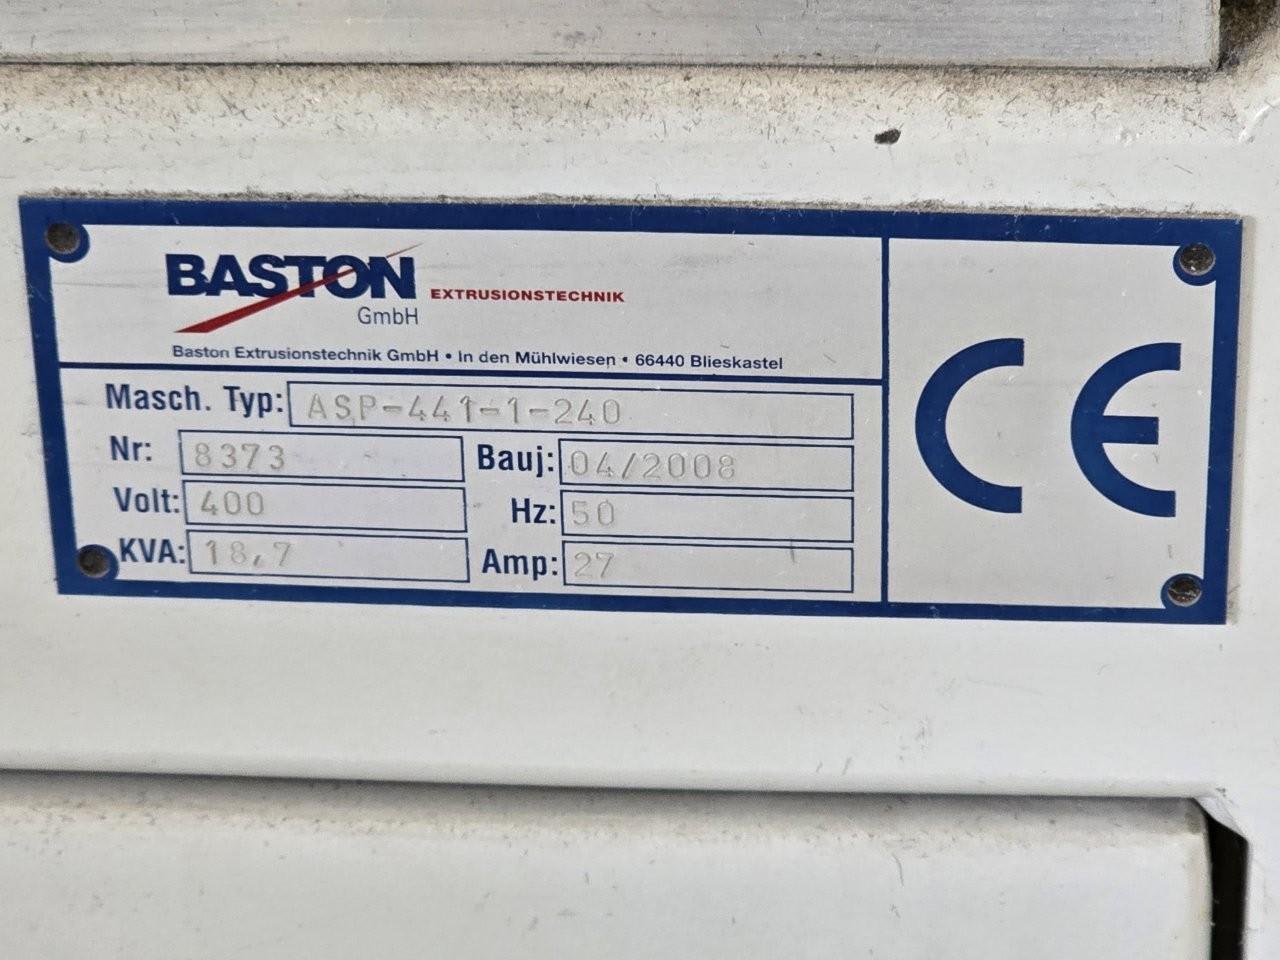 BASTON EXTRUSIONSTECHNIK
GmbH
Baston Extrusionstechnik GmbH • In den Mühlwiesen • 66440 Blieskastel
Masch. Typ: ASP-441-1-240
Nr: 8373 Bauj: 04/2008
Volt: 400 Hz: 50
KVA: 18,7 Amp: 27
CE